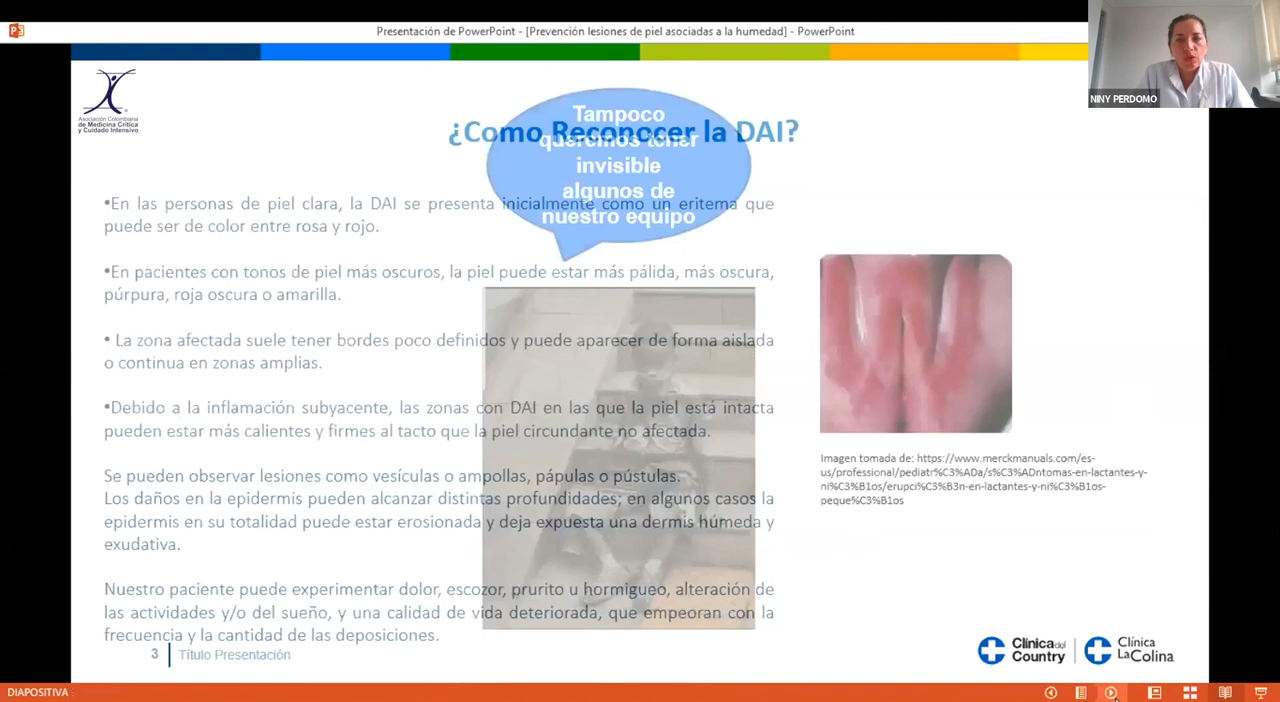 Presentación de PowerPoint - [Prevención lesiones de piel asociadas a la humedad] - PowerPoint
NINY PERDOMO
Asociación Colombiana
de Medicina Crítica
y Cuidado Intensivo
¿Como Reconocer la DAI?
Tampoco
queremos tener
invisible
algunos de
nuestro equipo
•En las personas de piel clara, la DAI se presenta inicialmente como un eritema que
puede ser de color entre rosa y rojo.
•En pacientes con tonos de piel más oscuros, la piel puede estar más pálida, más oscura,
púrpura, roja oscura o amarilla.
• La zona afectada suele tener bordes poco definidos y puede aparecer de forma aislada
o continua en zonas amplias.
•Debido a la inflamación subyacente, las zonas con DAI en las que la piel está intacta
pueden estar más calientes y firmes al tacto que la piel circundante no afectada.
Se pueden observar lesiones como vesículas o ampollas, pápulas o pústulas.
Los daños en la epidermis pueden alcanzar distintas profundidades; en algunos casos la
epidermis en su totalidad puede estar erosionada y deja expuesta una dermis húmeda y
exudativa.
Nuestro paciente puede experimentar dolor, escozor, prurito u hormigueo, alteración de
las actividades y/o del sueño, y una calidad de vida deteriorada, que empeoran con la
frecuencia y la cantidad de las deposiciones.
Imagen tomada de: https://www.merckmanuals.com/es-
us/professional/pediatr%C3%ADa/s%C3%ADntomas-en-lactantes-y-
ni%C3%B1os/erupci%C3%B3n-en-lactantes-y-ni%C3%B1os-
peque%C3%B1os
3
Título Presentación
Clínica del
Country
Clínica
La Colina
DIAPOSITIVA